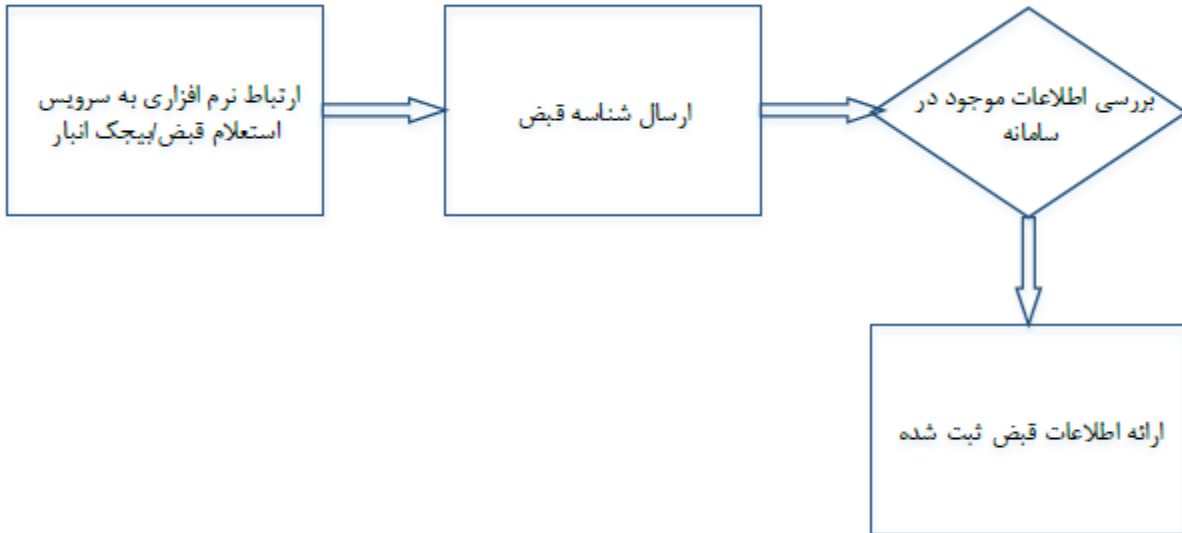 ارتباط نرم افزاری به سرویس
استعلام قبض/بیجک انبار
ارسال شناسه قبض
بررسی اطلاعات موجود در
سامانه
ارائه اطلاعات قبض ثبت شده